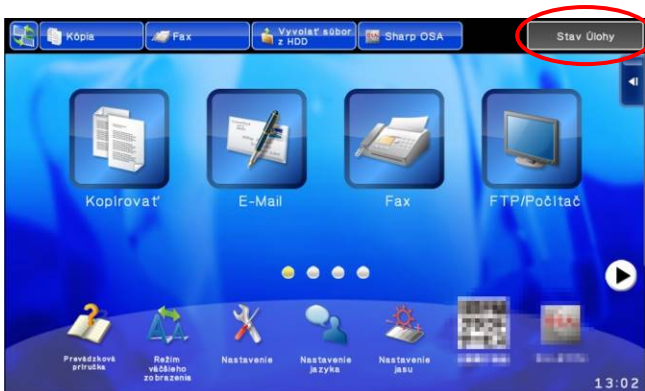 Kópia
Fax
Vyvolať súbor
z HDD
Sharp OSA
Stav Úlohy
Kopírovať
E-Mail
Fax
FTP/Počítač
Prevádzková
príručka
Režim
väčšieho
zobrazenia
Nastavenie
Nastavenie
jazyka
Nastavenie
jasu
13:02